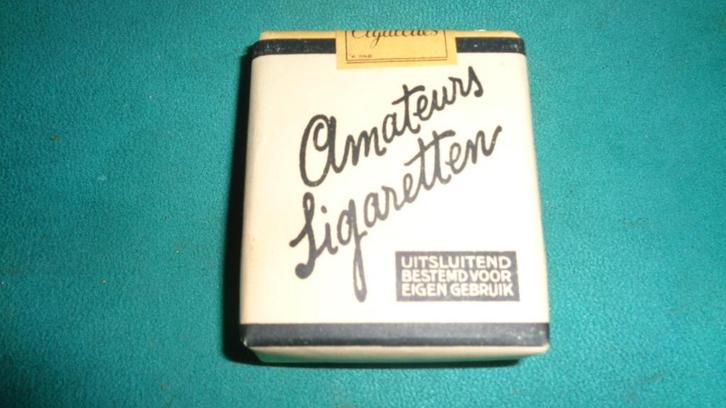 Amateurs
Sigaretten
UITSLUITEND
BESTEMD VOOR
EIGEN GEBRUIK